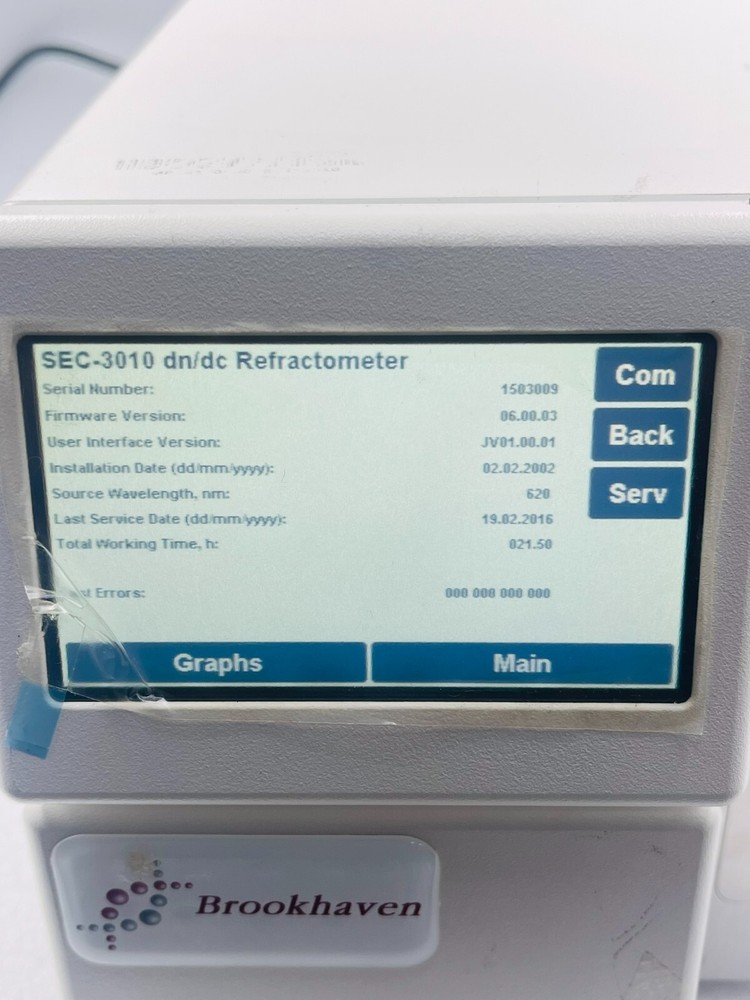 SEC-3010 dn/dc Refractometer
Com
Serial Number: 1503009
Firmware Version: 06.00.03
Back
User Interface Version: JV01.00.01
Installation Date (dd/mm/yyyy): 02.02.2002
Serv
Source Wavelength, nm: 620
Last Service Date (dd/mm/yyyy): 19.02.2016
Total Working Time, h: 021.50
Errors: 000 000 000 000
Graphs Main
Brookhaven